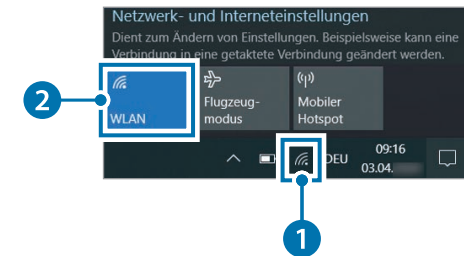 Netzwerk- und Interneteinstellungen
Dient zum Ändern von Einstellungen. Beispielsweise kann eine
Verbindung in eine getaktete Verbindung geändert werden.
2
WLAN
Flugzeug-
modus
Mobiler
Hotspot
DEU
09:16
03.04.
1